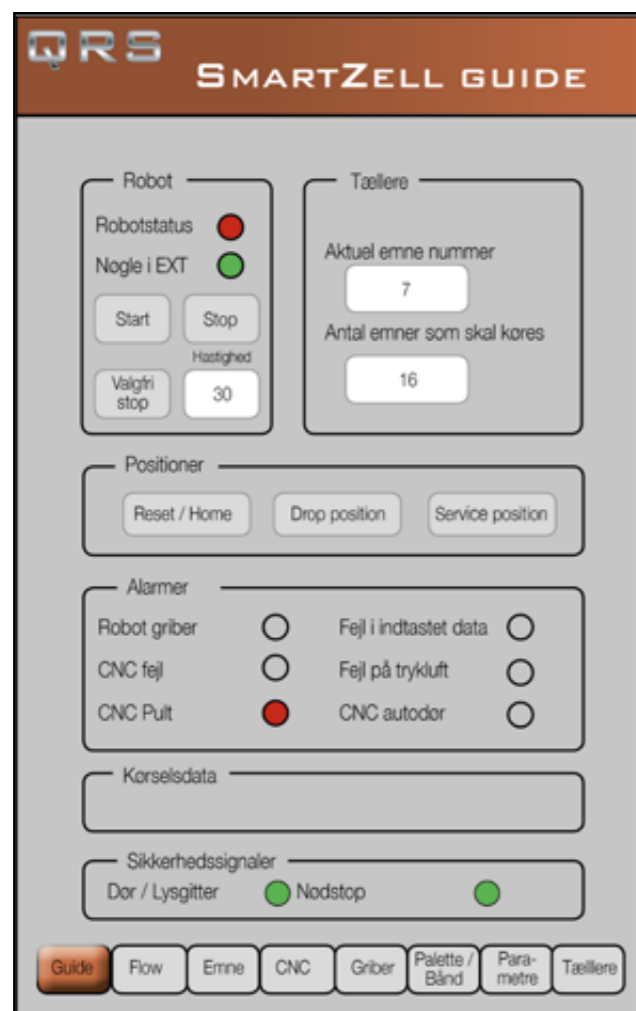 QRS
SMARTZELL GUIDE
Robot
Robotstatus
Nøgle i EXT
Start
Stop
Hastighed
Valgfri
stop
30
Tællere
Aktuel emne nummer
7
Antal emner som skal køres
16
Positioner
Reset / Home
Drop position
Service position
Alarmer
Robot griber
Fejl i indtastet data
CNC fejl
Fejl på trykluft
CNC Pult
CNC autodør
Kørselsdata
Sikkerhedssignaler
Dør / Lysgitter
Nødstop
Guide
Flow
Emne
CNC
Griber
Palette /
Bånd
Para-
metre
Tælllere